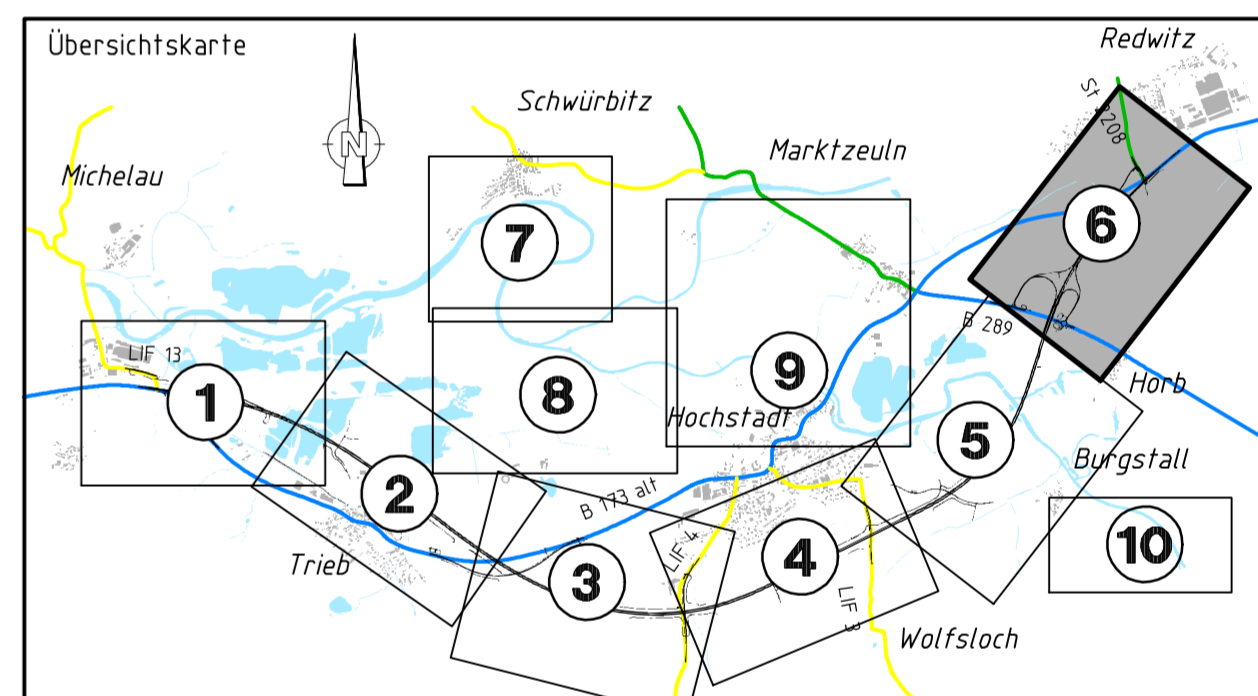 Übersichtskarte
Redwitz
Schwürbitz
St 2208
Marktzeuln
Michelau
N
6
7
B 289
LIF 13
9
8
1
Horb
Hochstadt
5
Burgstall
2
B 173 alt
10
LIF 4
4
Trieb
3
LIF 3
Wolfsloch